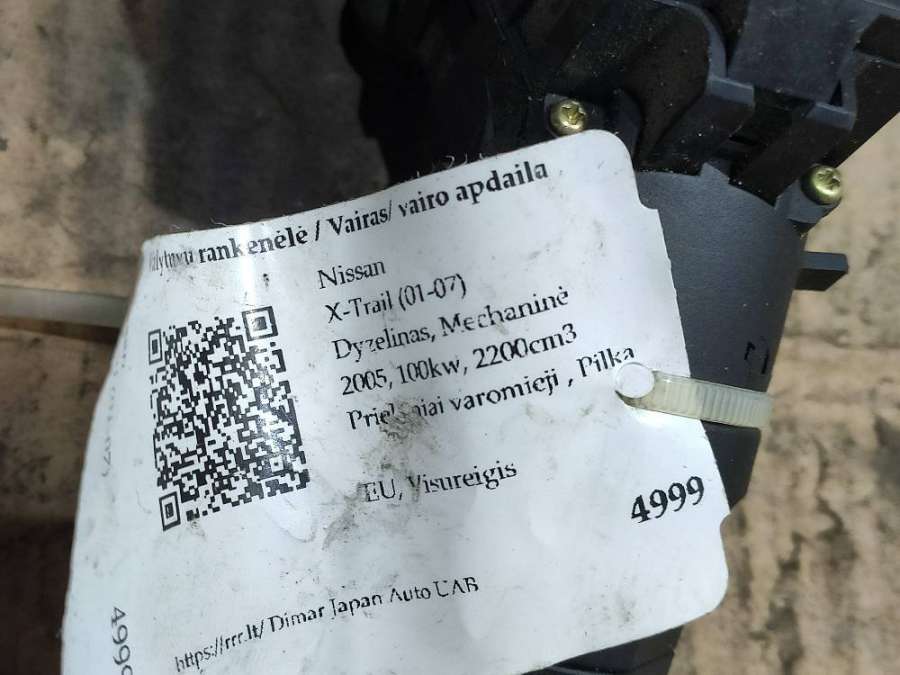 rankenėlė / Vairas/ vairo apdaila
Nissan
X-Trail (01-07)
Dyzelinas, Mechaninė
2005, 100kw, 2200cm3
varomieji , Pilka
EU, Visureigis
4999
https://rrr.lt/ Dimar Japan Auto UAB